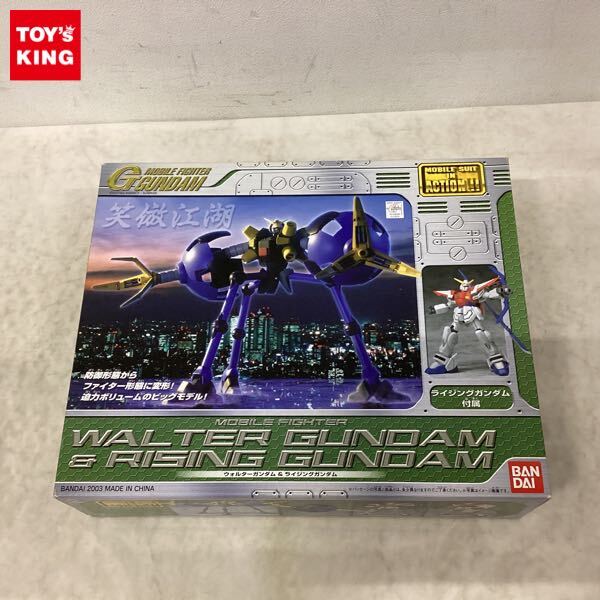 TOY'S
KING
MOBILE FIGHTER
G GUNDAM
MOBILE SUIT
IN
ACTION!!
笑傲江湖
防御形態から
ファイター形態に変形!
迫力ボリュームのビッグモデル!
ライジングガンダム
付属
MOBILE FIGHTER
WALTER GUNDAM
& RISING GUNDAM
ウォルターガンダム & ライジングガンダム
BANDAI 2003 MADE IN CHINA
BAN
DAI